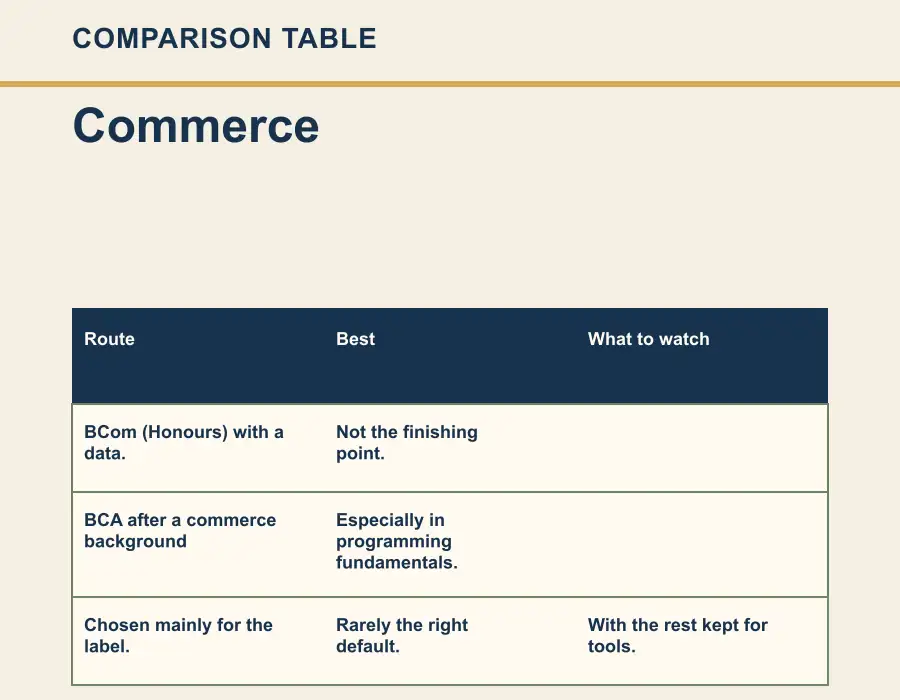 COMPARISON TABLE
Commerce
Route
Best
What to watch
BCom (Honours) with a
data.
Not the finishing
point.
BCA after a commerce
background
Especially in
programming
fundamentals.
Chosen mainly for the
label.
Rarely the right
default.
With the rest kept for
tools.